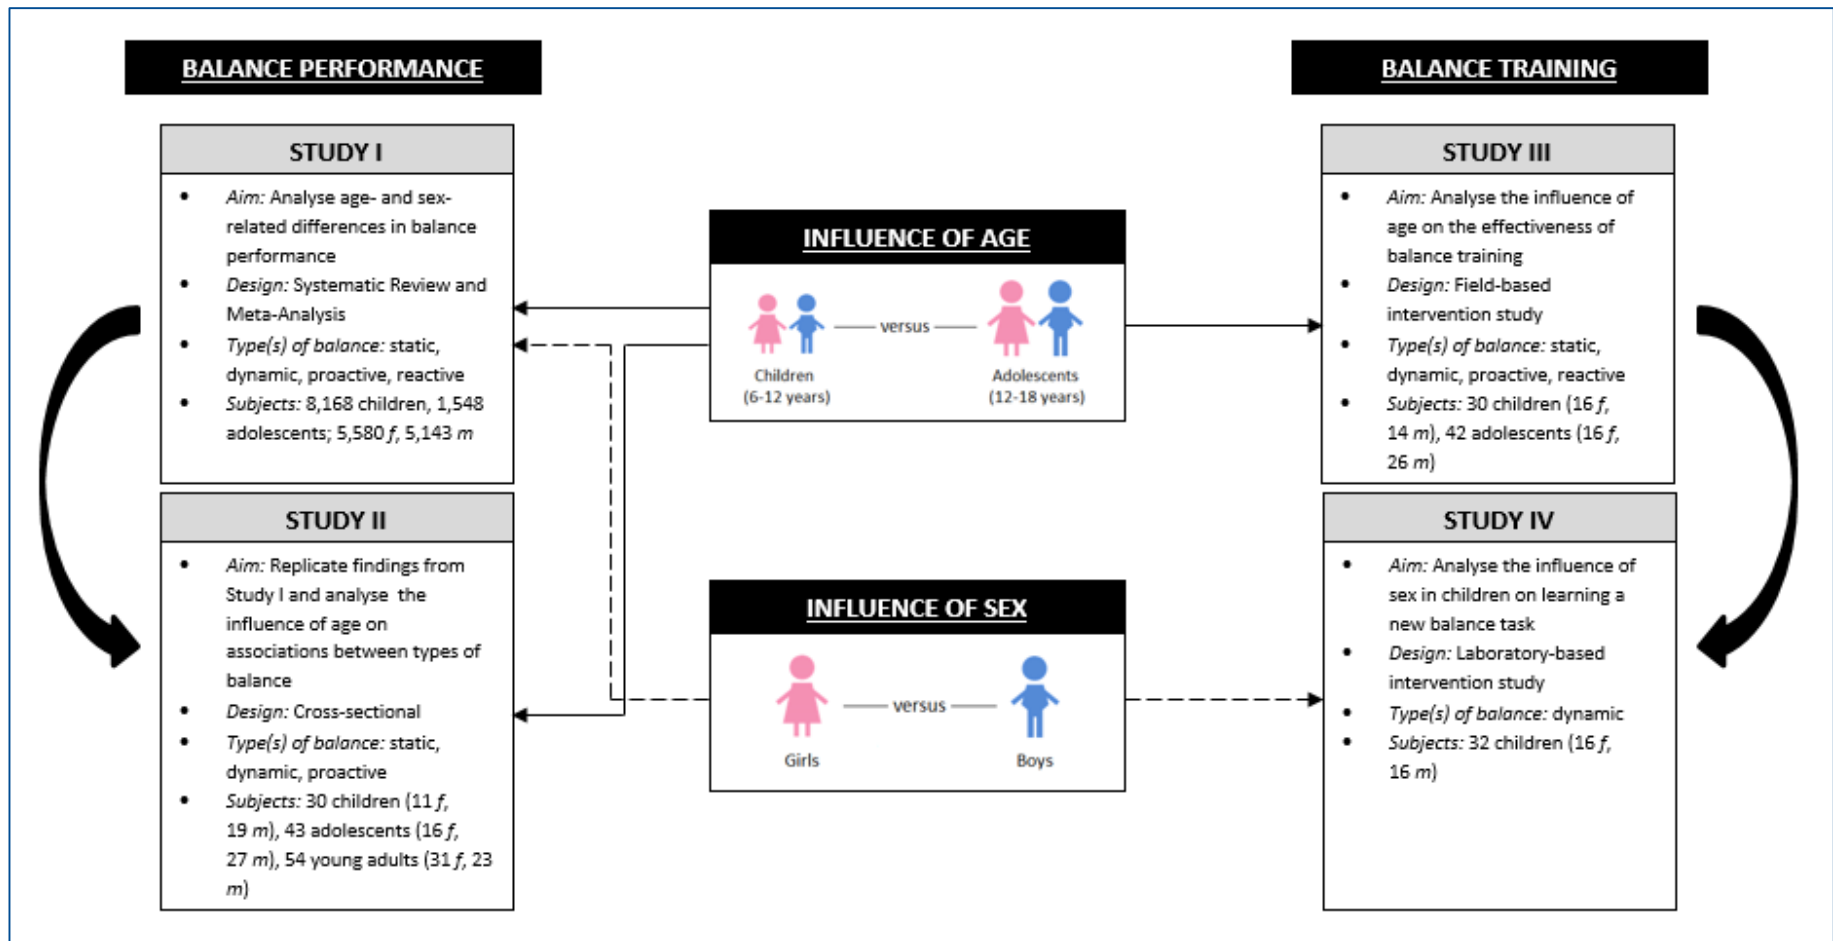 BALANCE PERFORMANCE
STUDY I
• Aim: Analyse age- and sex-
related differences in balance
performance
• Design: Systematic Review and
Meta-Analysis
• Type(s) of balance: static,
dynamic, proactive, reactive
• Subjects: 8,168 children, 1,548
adolescents; 5,580 f, 5,143 m
STUDY II
• Aim: Replicate findings from
Study I and analyse the
influence of age on
associations between types of
balance
• Design: Cross-sectional
• Type(s) of balance: static,
dynamic, proactive
• Subjects: 30 children (11 f,
19 m), 43 adolescents (16 f,
27 m), 54 young adults (31 f, 23
m)
INFLUENCE OF AGE
versus
Children
(6-12 years)
Adolescents
(12-18 years)
INFLUENCE OF SEX
versus
Girls
Boys
BALANCE TRAINING
STUDY III
• Aim: Analyse the influence of
age on the effectiveness of
balance training
• Design: Field-based
intervention study
• Type(s) of balance: static,
dynamic, proactive, reactive
• Subjects: 30 children (16 f,
14 m), 42 adolescents (16 f,
26 m)
STUDY IV
• Aim: Analyse the influence of
sex in children on learning a
new balance task
• Design: Laboratory-based
intervention study
• Type(s) of balance: dynamic
• Subjects: 32 children (16 f,
16 m)